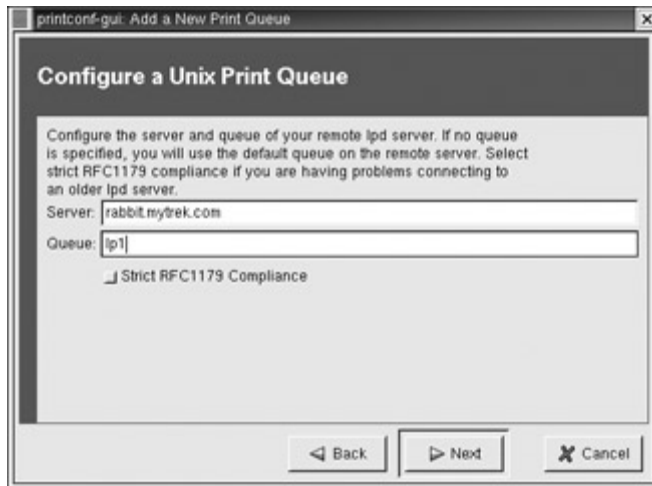 printconf-gui: Add a New Print Queue
Configure a Unix Print Queue
Configure the server and queue of your remote lpd server. If no queue
is specified, you will use the default queue on the remote server. Select
strict RFC1179 compliance if you are having problems connecting to
an older lpd server.
Server: rabbit.mytrek.com
Queue: lp1
Strict RFC1179 Compliance
Back Next Cancel